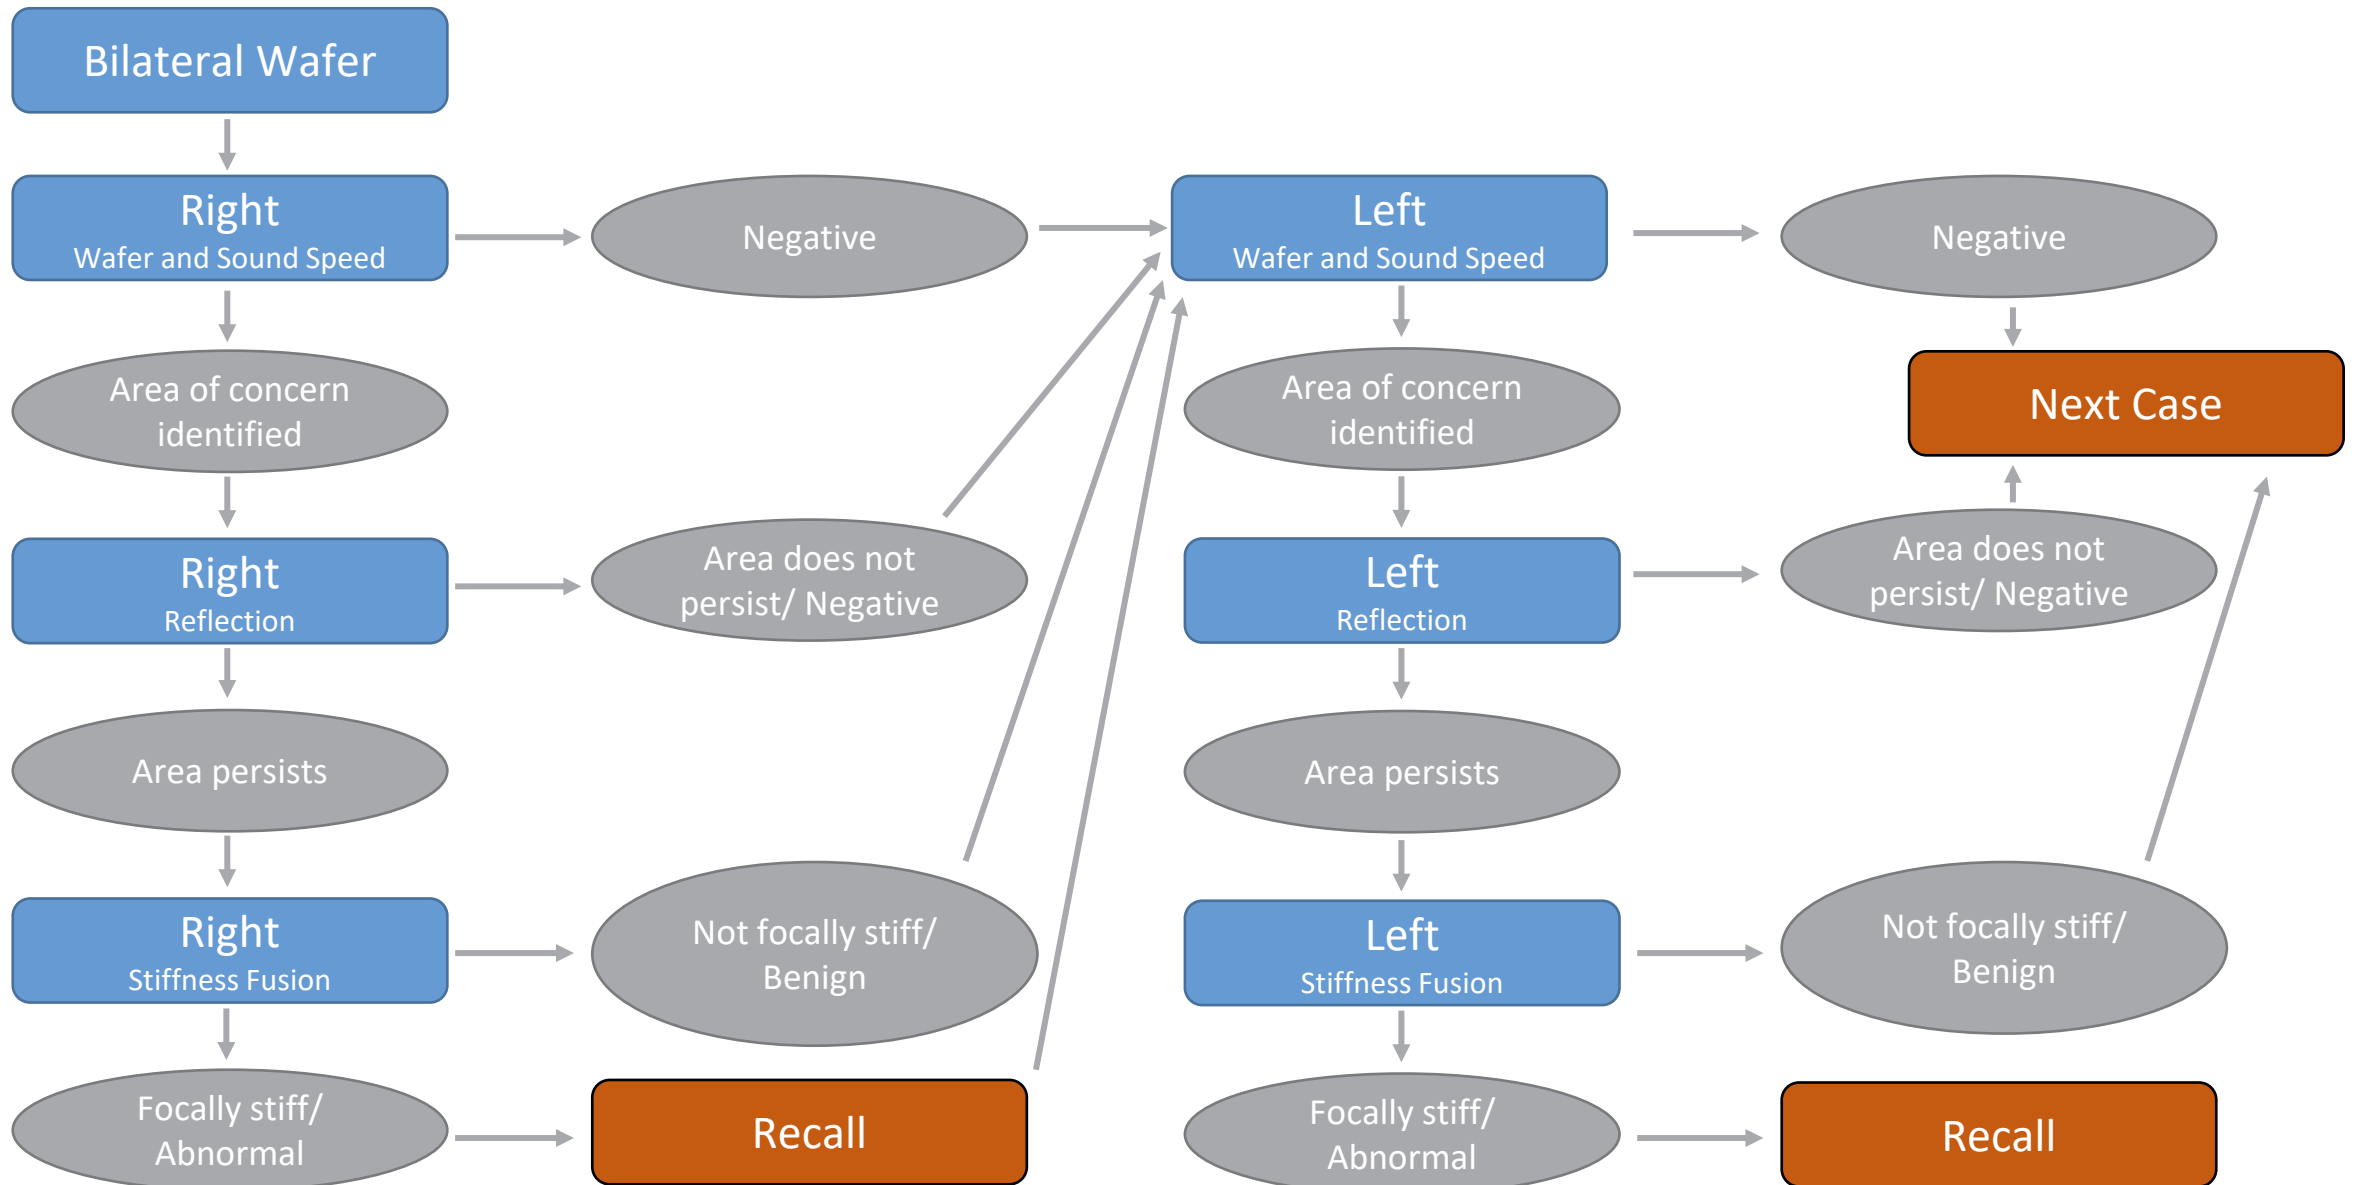 Bilateral Wafer
Right
Wafer and Sound Speed
Negative
Left
Wafer and Sound Speed
Negative
Area of concern
identified
Area of concern
identified
Next Case
Right
Reflection
Area does not
persist/ Negative
Left
Reflection
Area does not
persist/ Negative
Area persists
Area persists
Right
Stiffness Fusion
Not focally stiff/
Benign
Left
Stiffness Fusion
Not focally stiff/
Benign
Focally stiff/
Abnormal
Recall
Focally stiff/
Abnormal
Recall